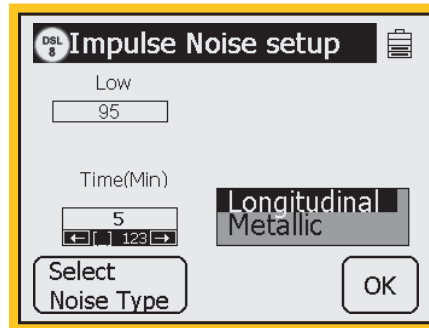 DSL 8 Impulse Noise setup
Low
95
Time(Min)
5
←[ ] 123→
Longitudinal
Metallic
Select
Noise Type
OK